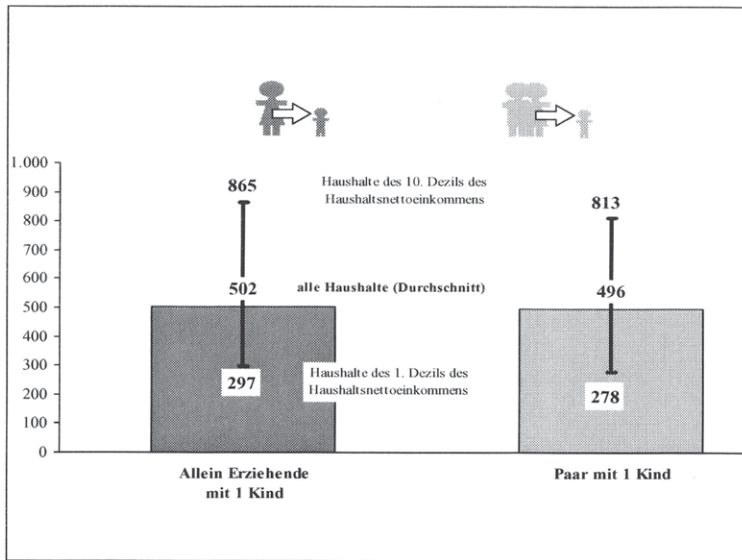 1.000
900
800
700
600
500
400
300
200
100
0
865
502
297
Haushalte des 10. Dezils des
Haushaltsnettoeinkommens
alle Haushalte (Durchschnitt)
Haushalte des 1. Dezils des
Haushaltsnettoeinkommens
813
496
278
Allein Erziehende
mit 1 Kind
Paar mit 1 Kind